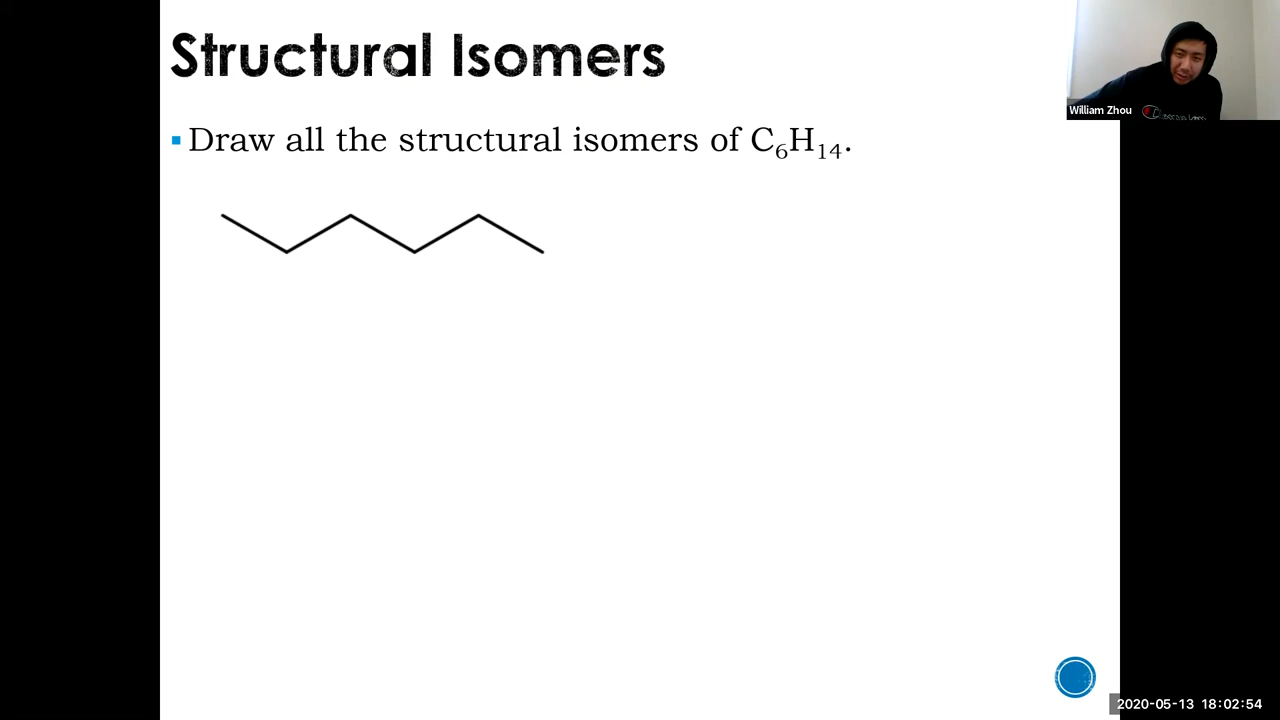 Structural Isomers
William Zhou
▪ Draw all the structural isomers of C₆H₁₄.
2020-05-13 18:02:54